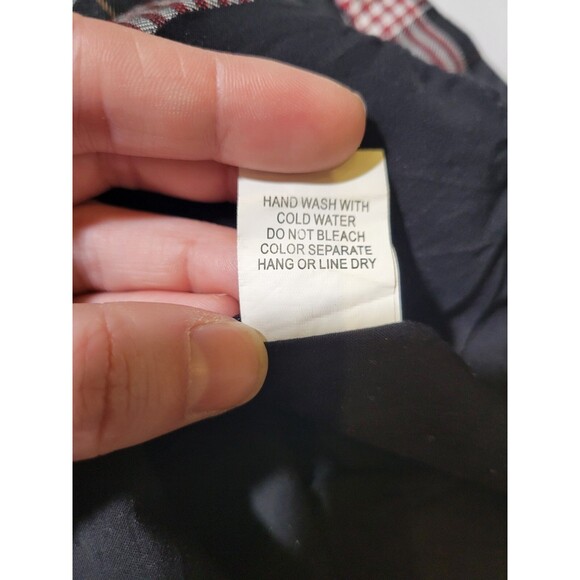 HAND WASH WITH
COLD WATER
DO NOT BLEACH
COLOR SEPARATE
HANG OR LINE DRY